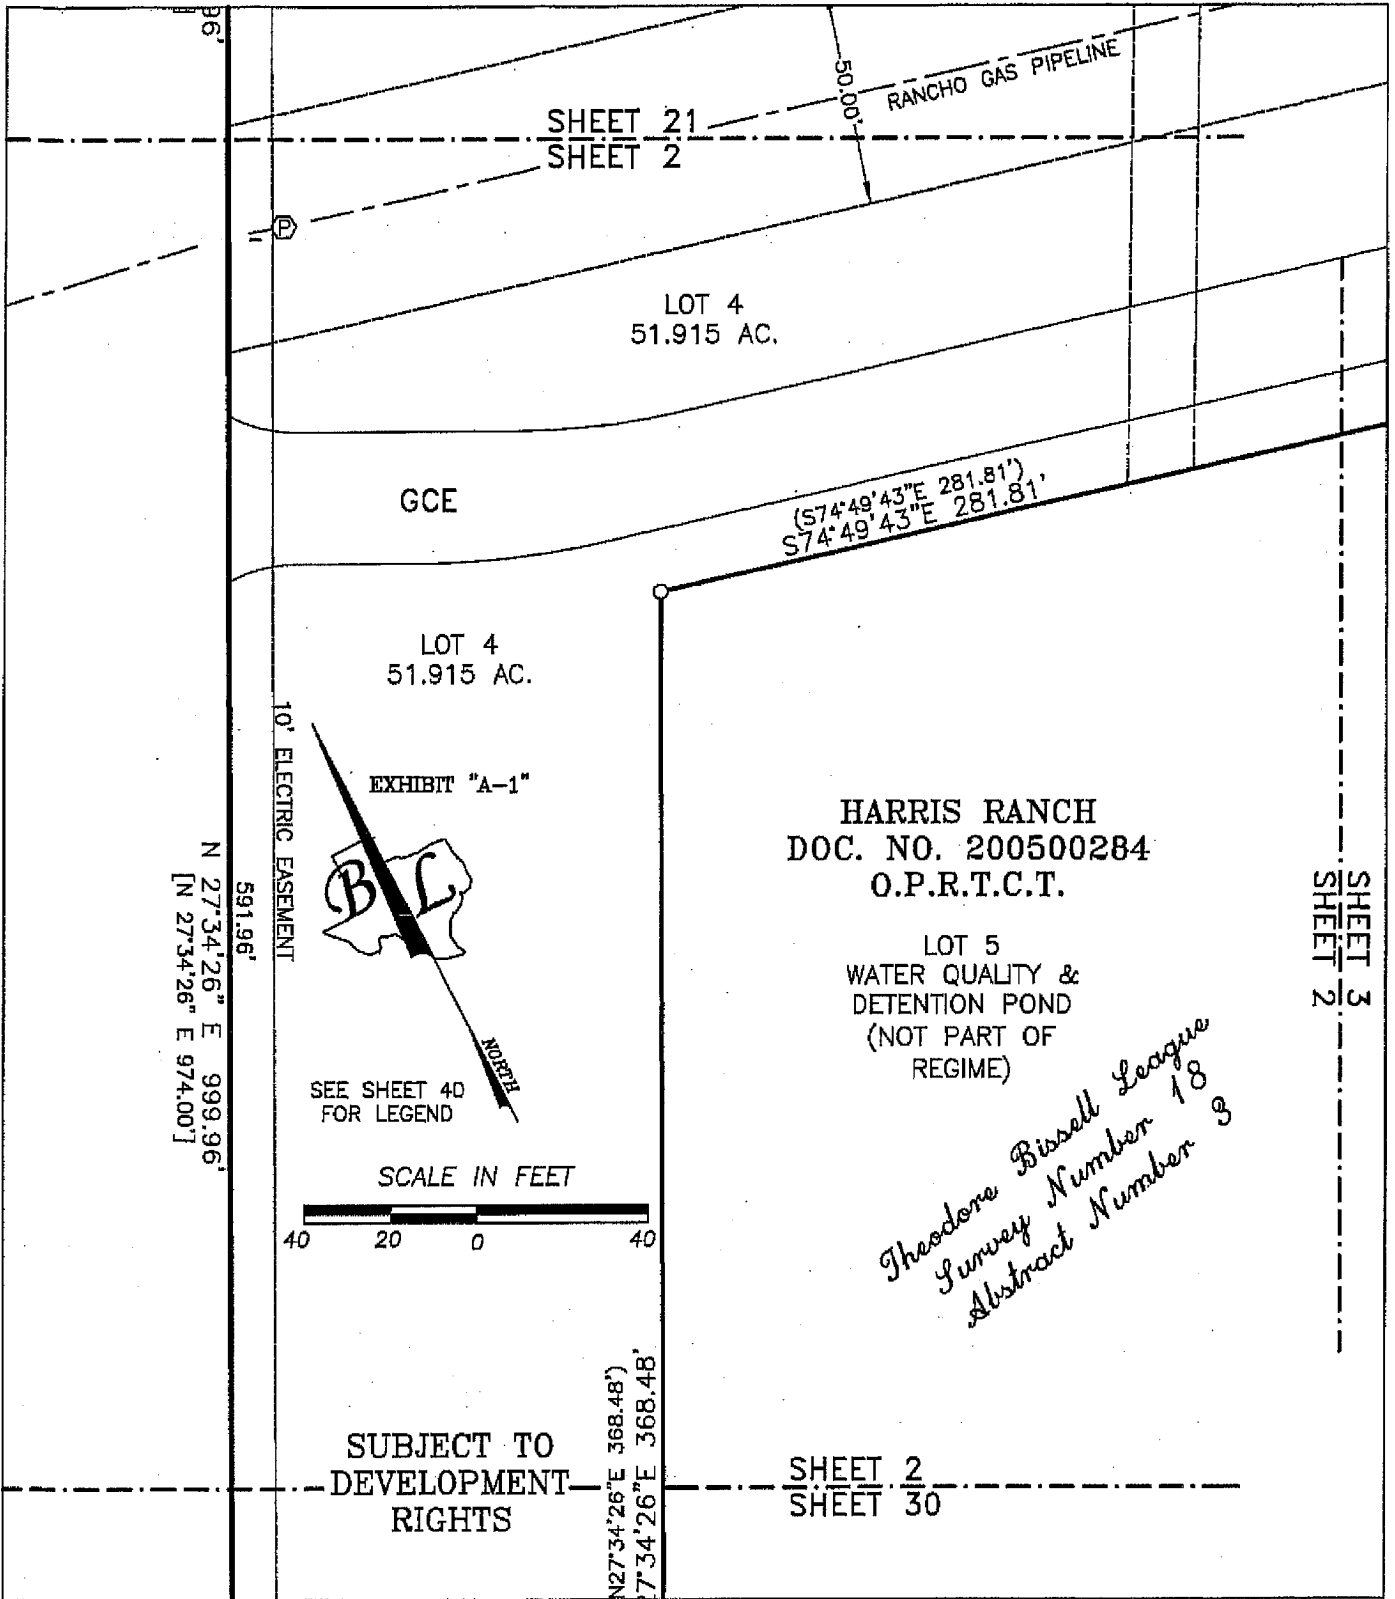 96'
50.00'
RANCHO GAS PIPELINE
SHEET 21
SHEET 2
P
LOT 4
51.915 AC.
GCE
(S74°49'43"E 281.81')
S74°49'43"E 281.81'
LOT 4
51.915 AC.
10' ELECTRIC EASEMENT
591.96'
N 27°34'26" E 999.96'
[N 27°34'26" E 974.00']
EXHIBIT "A-1"
B L
NORTH
SEE SHEET 40
FOR LEGEND
SCALE IN FEET
40 20 0 40
HARRIS RANCH
DOC. NO. 200500284
O.P.R.T.C.T.
LOT 5
WATER QUALITY &
DETENTION POND
(NOT PART OF
REGIME)
Theodore Bissell League
Survey Number 18
Abstract Number 3
SHEET 3
SHEET 2
SUBJECT TO
DEVELOPMENT
RIGHTS
N27°34'26"E 368.48')
7°34'26"E 368.48'
SHEET 2
SHEET 30